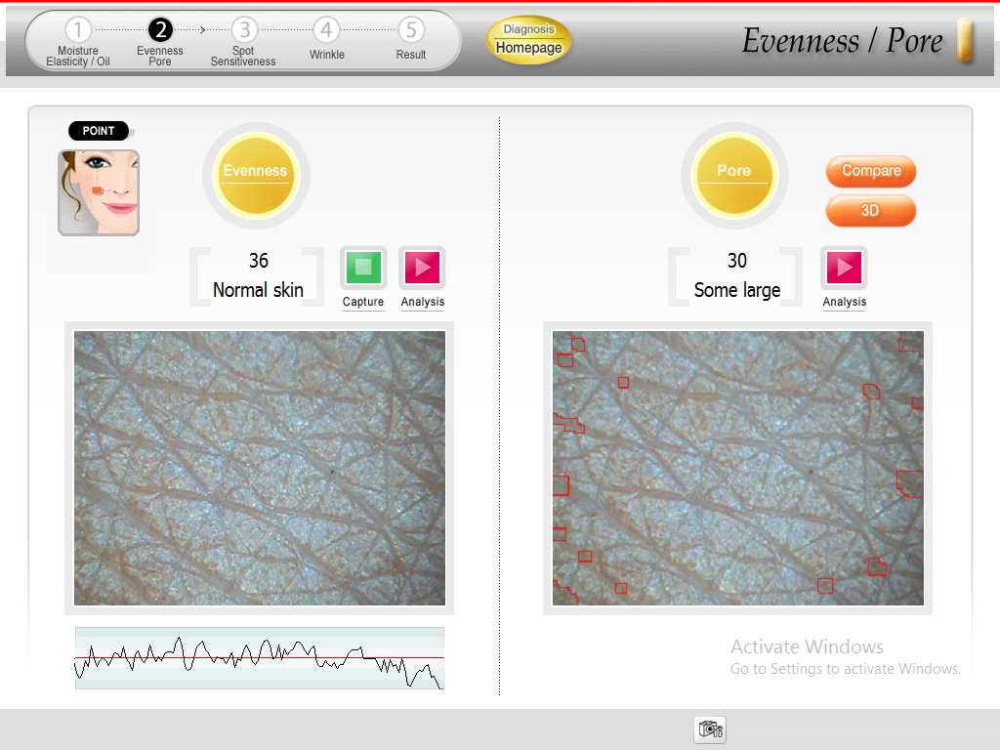 1
2
3
4
5
Moisture
Elasticity / Oil
Evenness
Pore
Spot
Sensitiveness
Wrinkle
Result
Diagnosis
Homepage
Evenness / Pore
POINT
Evenness
36
Normal skin
Capture
Analysis
Pore
Compare
3D
30
Some large
Analysis
Activate Windows
Go to Settings to activate Windows.